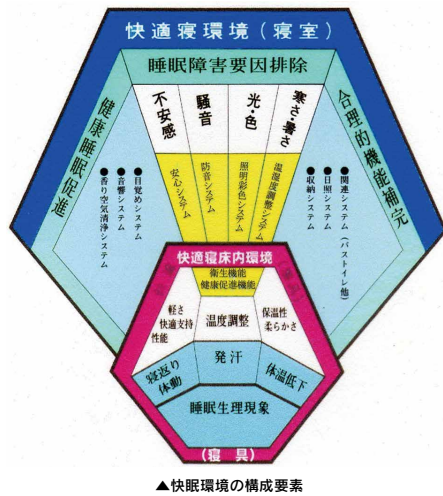 快適寝環境（寝室）
睡眠障害要因排除
健康睡眠促進
合理的機能補完
不安感
騒音
光・色
寒さ・暑さ
安心システム
防音システム
照明彩色システム
温湿度調整システム
●目覚めシステム
●音響システム
●香り空気清浄システム
●関連システム（バストイレ他）
●日照システム
●収納システム
快適寝床内環境
衛生機能
健康促進機能
軽さ
快適支持
性能
温度調整
保温性
柔らかさ
寝返り
体動
発汗
体温低下
睡眠生理現象
（寝具）
▲快眠環境の構成要素